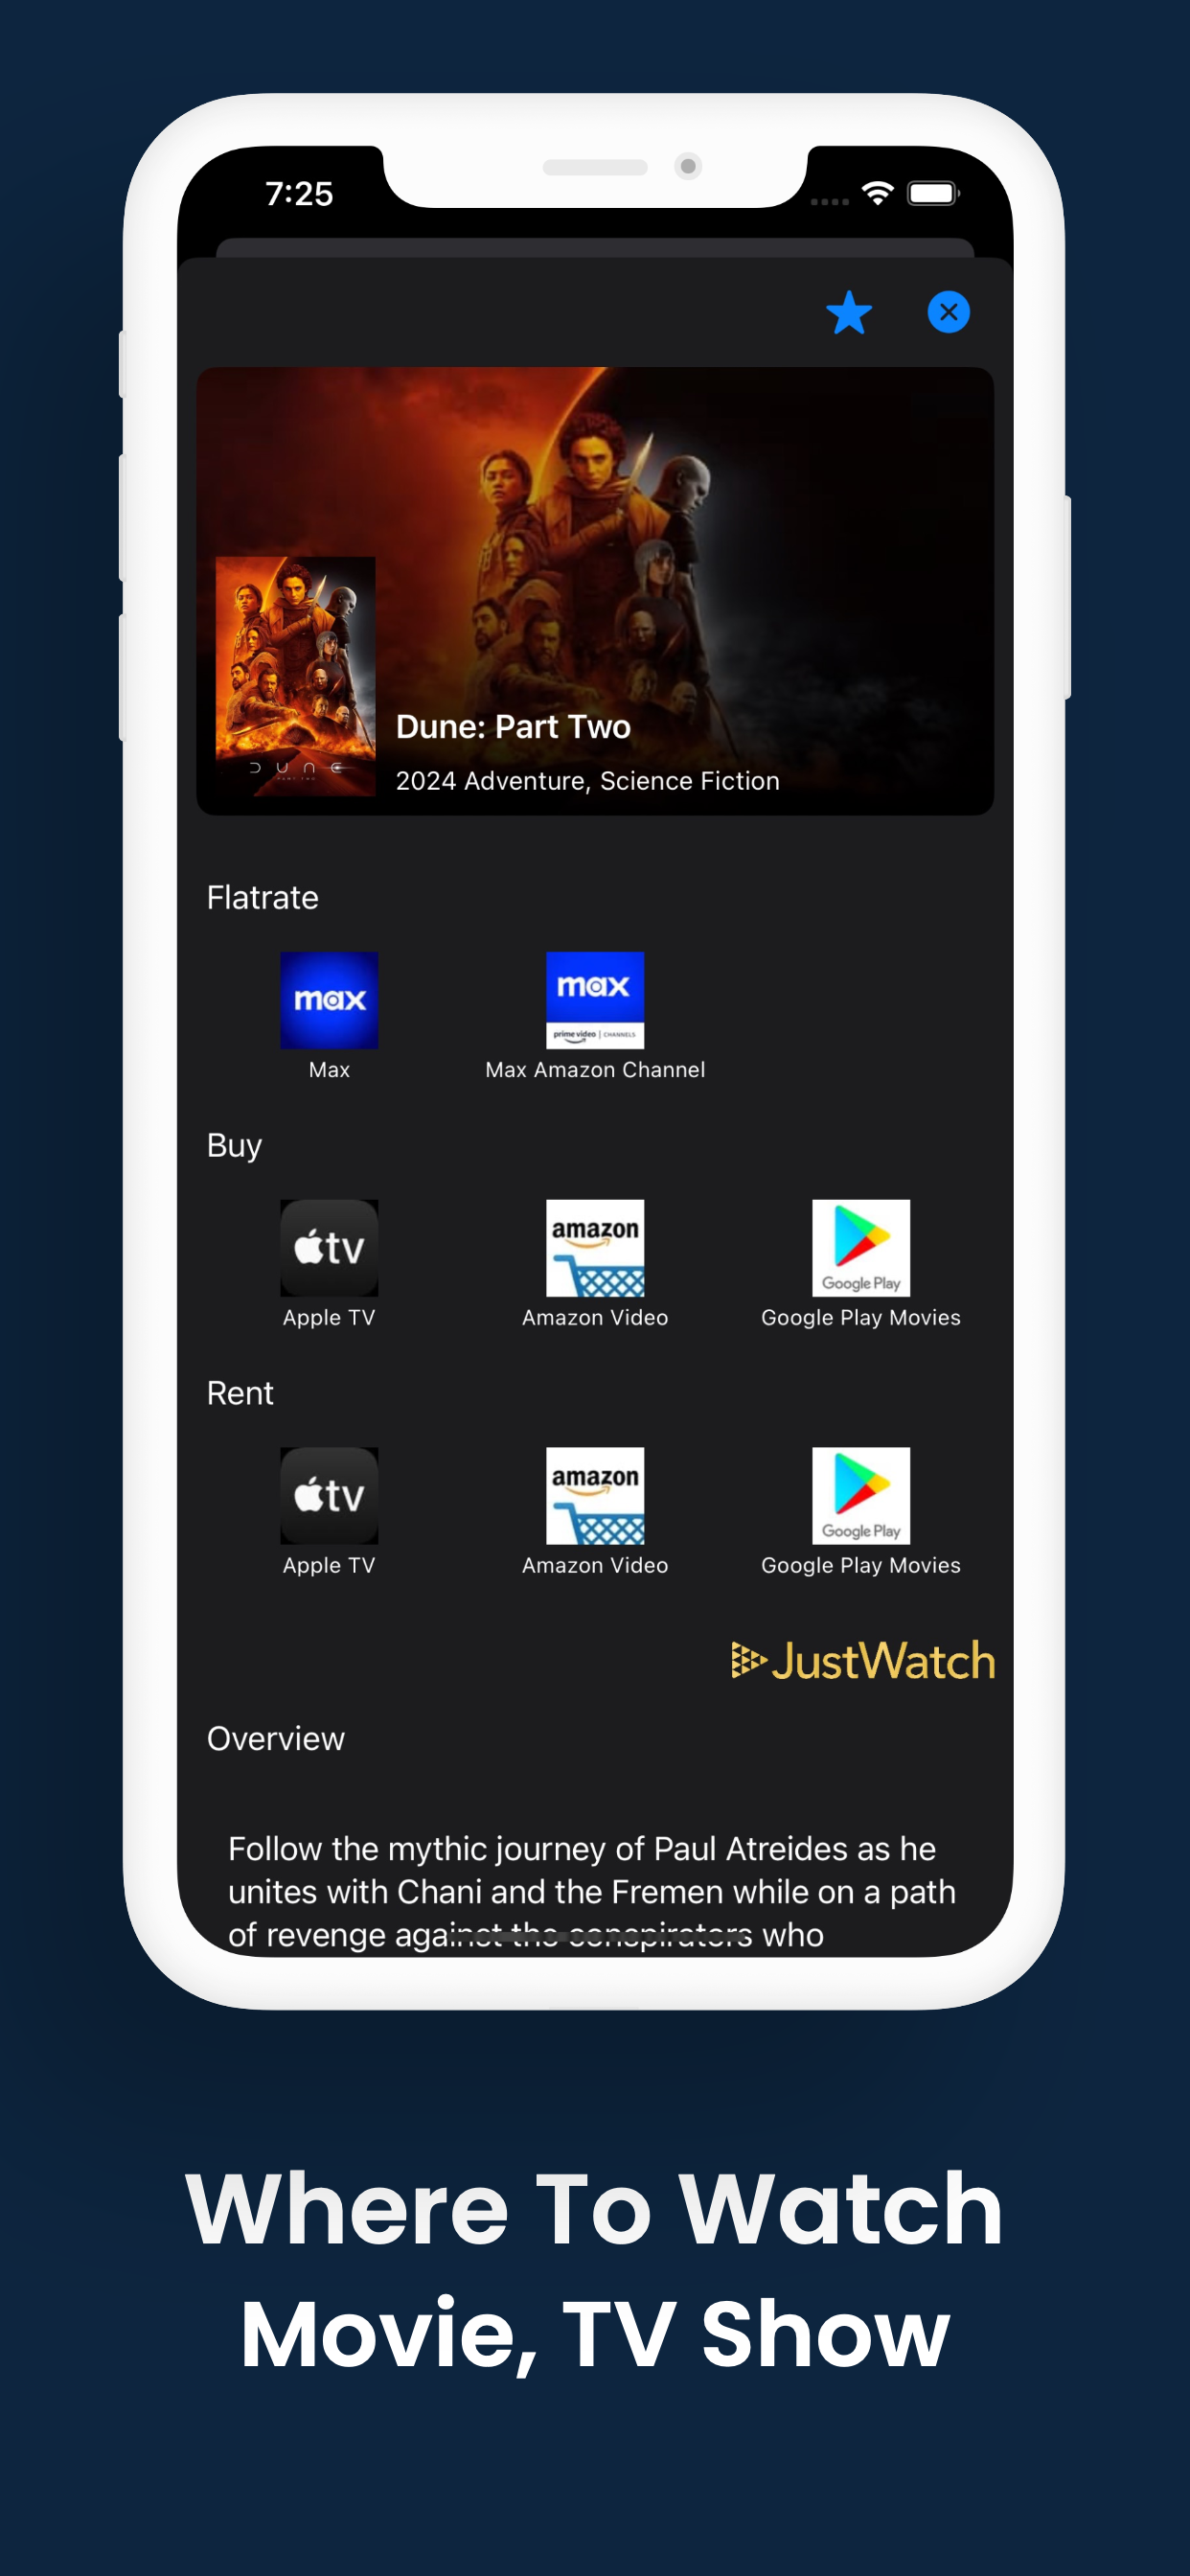 7:25
DUNE
PART TWO
Dune: Part Two
2024 Adventure, Science Fiction
Flatrate
max
max
prime video | CHANNELS
Max
Max Amazon Channel
Buy
tv
amazon
Google Play
Apple TV
Amazon Video
Google Play Movies
Rent
tv
amazon
Google Play
Apple TV
Amazon Video
Google Play Movies
JustWatch
Overview
Follow the mythic journey of Paul Atreides as he
unites with Chani and the Fremen while on a path
of revenge against the conspirators who
Where To Watch
Movie, TV Show